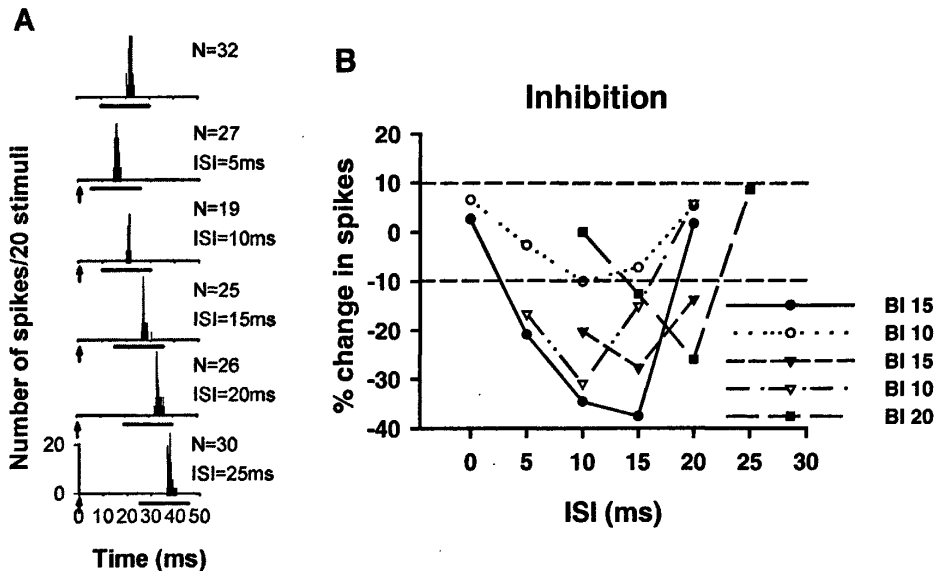 A
Number of spikes/20 stimuli
N=32
N=27
ISI=5ms
N=19
ISI=10ms
N=25
ISI=15ms
N=26
ISI=20ms
N=30
ISI=25ms
20
0
0 10 20 30 40 50
Time (ms)
B
Inhibition
% change in spikes
20
10
0
-10
-20
-30
-40
0 5 10 15 20 25 30
ISI (ms)
BI 15
BI 10
BI 15
BI 10
BI 20